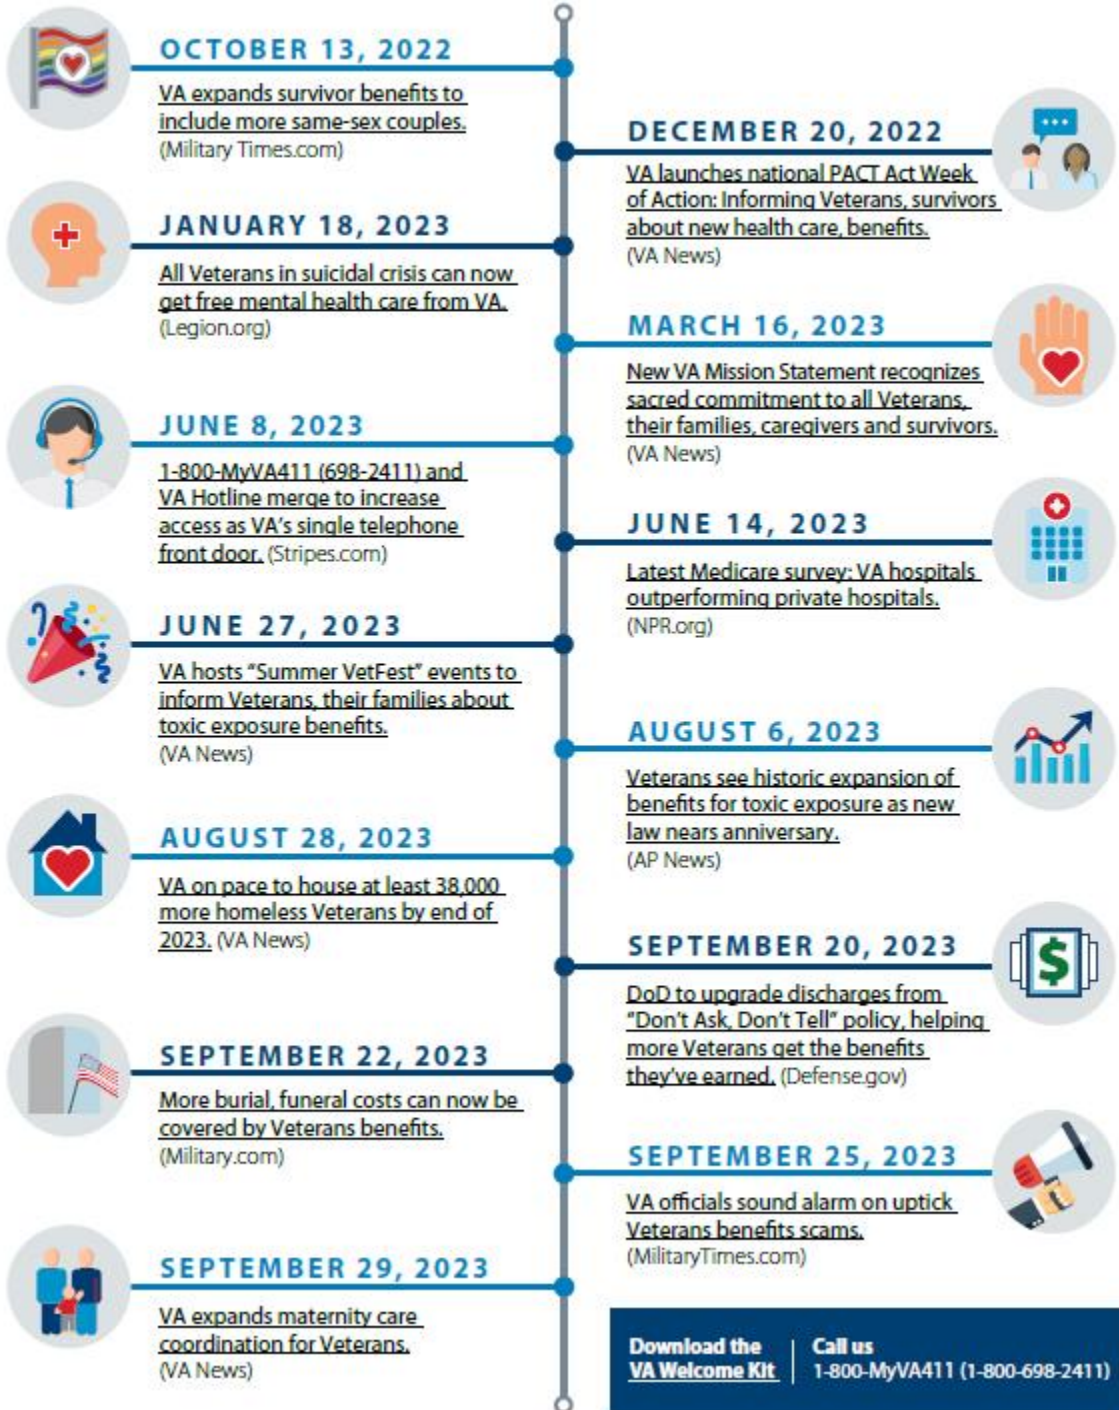 OCTOBER 13, 2022
VA expands survivor benefits to
include more same-sex couples.
(Military Times.com)
DECEMBER 20, 2022
VA launches national PACT Act Week
of Action: Informing Veterans, survivors
about new health care, benefits.
(VA News)
JANUARY 18, 2023
All Veterans in suicidal crisis can now
get free mental health care from VA.
(Legion.org)
MARCH 16, 2023
New VA Mission Statement recognizes
sacred commitment to all Veterans,
their families, caregivers and survivors.
(VA News)
JUNE 8, 2023
1-800-MyVA411 (698-2411) and
VA Hotline merge to increase
access as VA's single telephone
front door. (Stripes.com)
JUNE 14, 2023
Latest Medicare survey: VA hospitals
outperforming private hospitals.
(NPR.org)
JUNE 27, 2023
VA hosts "Summer VetFest" events to
inform Veterans, their families about
toxic exposure benefits.
(VA News)
AUGUST 6, 2023
Veterans see historic expansion of
benefits for toxic exposure as new
law nears anniversary.
(AP News)
AUGUST 28, 2023
VA on pace to house at least 38,000
more homeless Veterans by end of
2023. (VA News)
SEPTEMBER 20, 2023
DoD to upgrade discharges from
"Don't Ask, Don't Tell" policy, helping
more Veterans get the benefits
they've earned. (Defense.gov)
SEPTEMBER 22, 2023
More burial, funeral costs can now be
covered by Veterans benefits.
(Military.com)
SEPTEMBER 25, 2023
VA officials sound alarm on uptick
Veterans benefits scams.
(MilitaryTimes.com)
SEPTEMBER 29, 2023
VA expands maternity care
coordination for Veterans.
(VA News)
Download the
VA Welcome Kit
Call us
1-800-MyVA411 (1-800-698-2411)